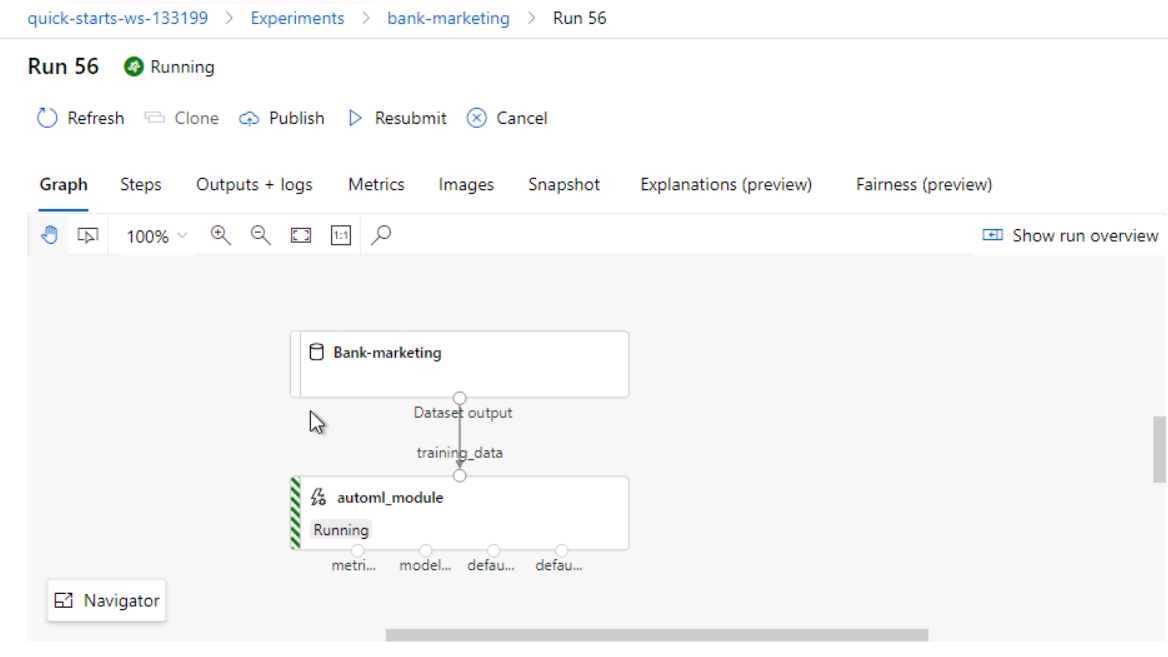 quick-starts-ws-133199 > Experiments > bank-marketing > Run 56
Run 56 Running
Refresh Clone Publish Resubmit Cancel
Graph Steps Outputs + logs Metrics Images Snapshot Explanations (preview) Fairness (preview)
100% 1:1 Show run overview
Bank-marketing
Dataset output
training_data
automl_module
Running
metri... model... defau... defau...
Navigator